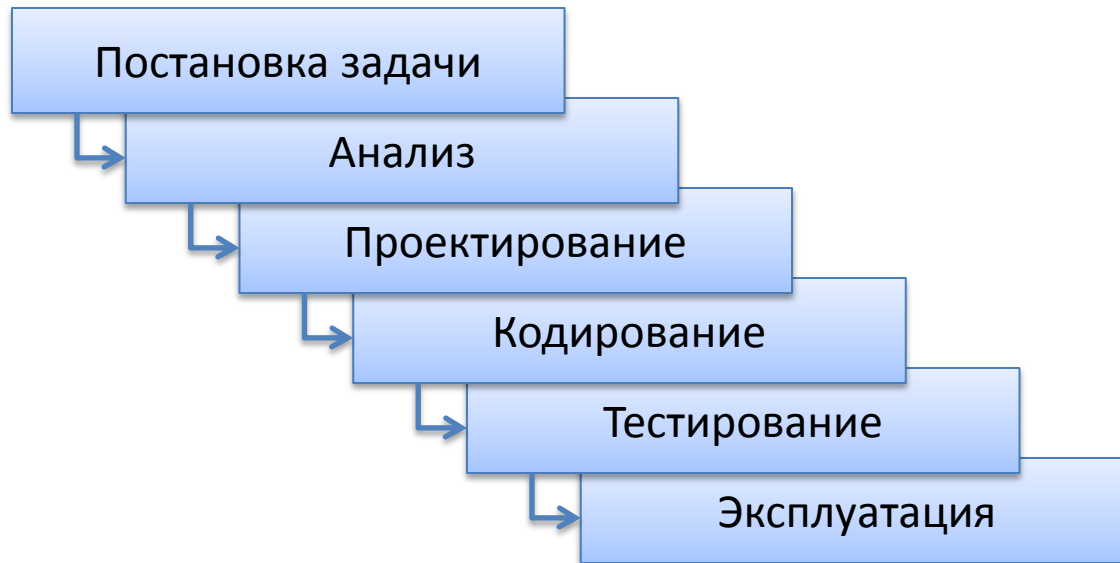 Постановка задачи
Анализ
Проектирование
Кодирование
Тестирование
Эксплуатация